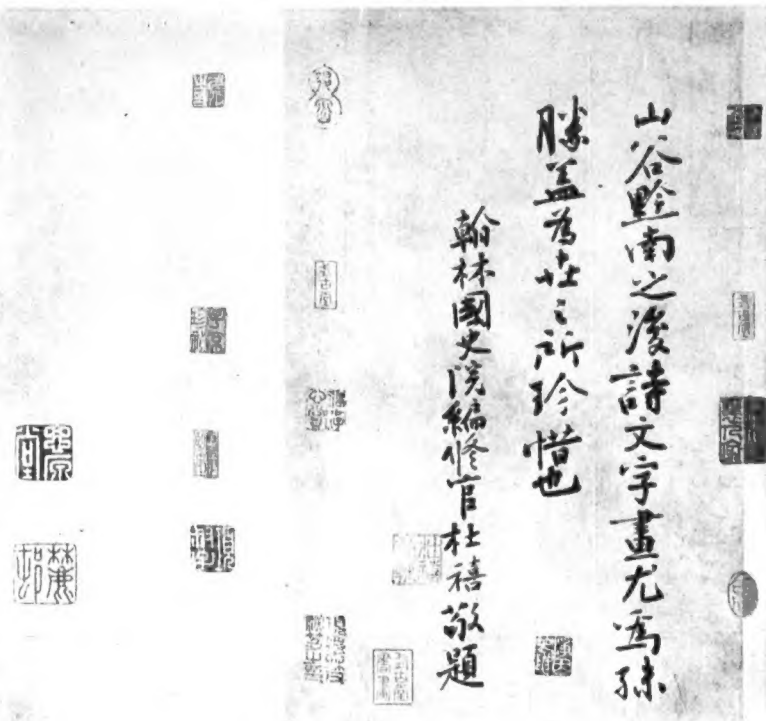 山谷黔南之後詩文字畫尤爲殊
勝蓋為世之所珍惜也
翰林國史院編修官杜禧敬題